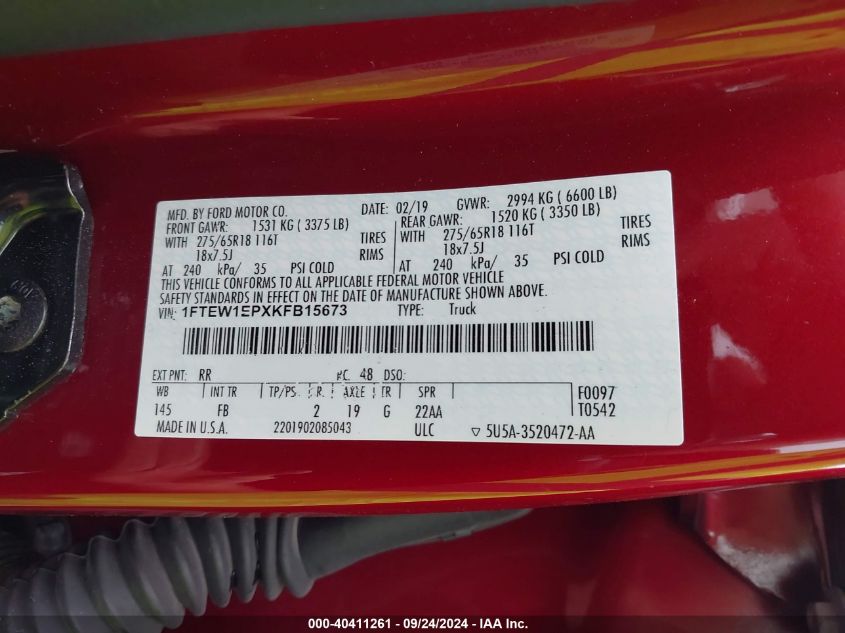 MFD. BY FORD MOTOR CO. DATE: 02/19 GVWR: 2994 KG ( 6600 LB)
FRONT GAWR: 1531 KG ( 3375 LB) REAR GAWR: 1520 KG ( 3350 LB)
WITH 275/65R18 116T TIRES WITH 275/65R18 116T TIRES
18x7.5J RIMS 18x7.5J RIMS
AT 240 kPa/ 35 PSI COLD AT 240 kPa/ 35 PSI COLD
THIS VEHICLE CONFORMS TO ALL APPLICABLE FEDERAL MOTOR VEHICLE
SAFETY STANDARDS IN EFFECT ON THE DATE OF MANUFACTURE SHOWN ABOVE.
VIN: 1FTEW1EPXKFB15673 TYPE: Truck
EXT PNT: RR RC: 48 DSO:
WB INT TR TP/PS R AXLE TR SPR F0097
145 FB 2 19 G 22AA T0542
MADE IN U.S.A. 2201902085043 ULC ▽ 5U5A-3520472-AA
000-40411261 - 09/24/2024 - IAA Inc.